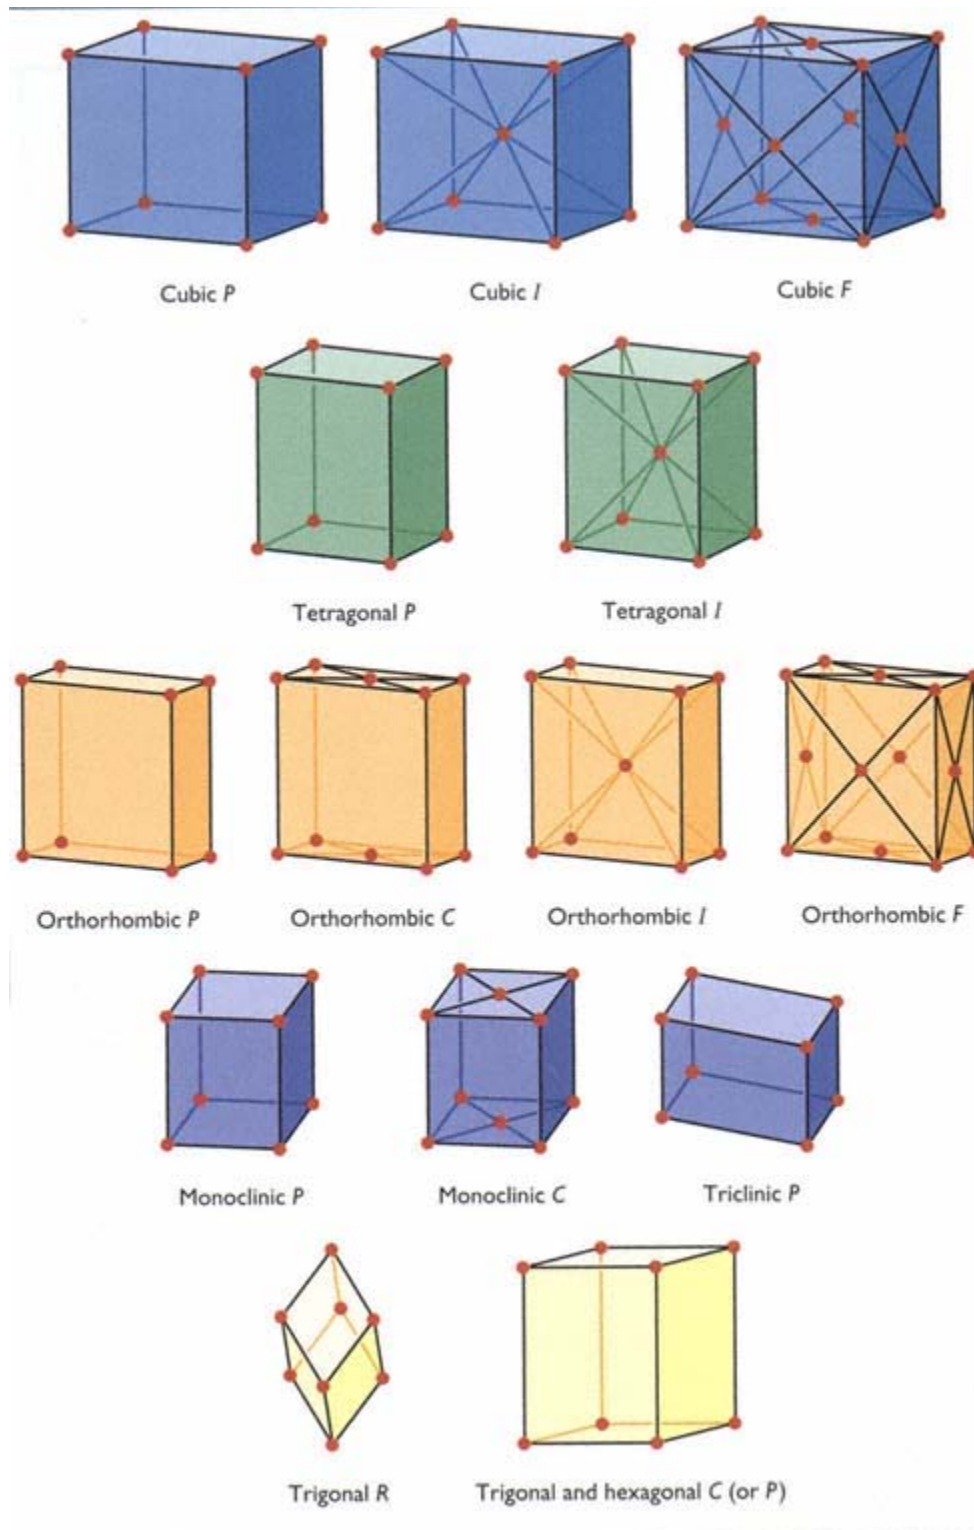 Cubic P
Cubic I
Cubic F
Tetragonal P
Tetragonal I
Orthorhombic P
Orthorhombic C
Orthorhombic I
Orthorhombic F
Monoclinic P
Monoclinic C
Triclinic P
Trigonal R
Trigonal and hexagonal C (or P)